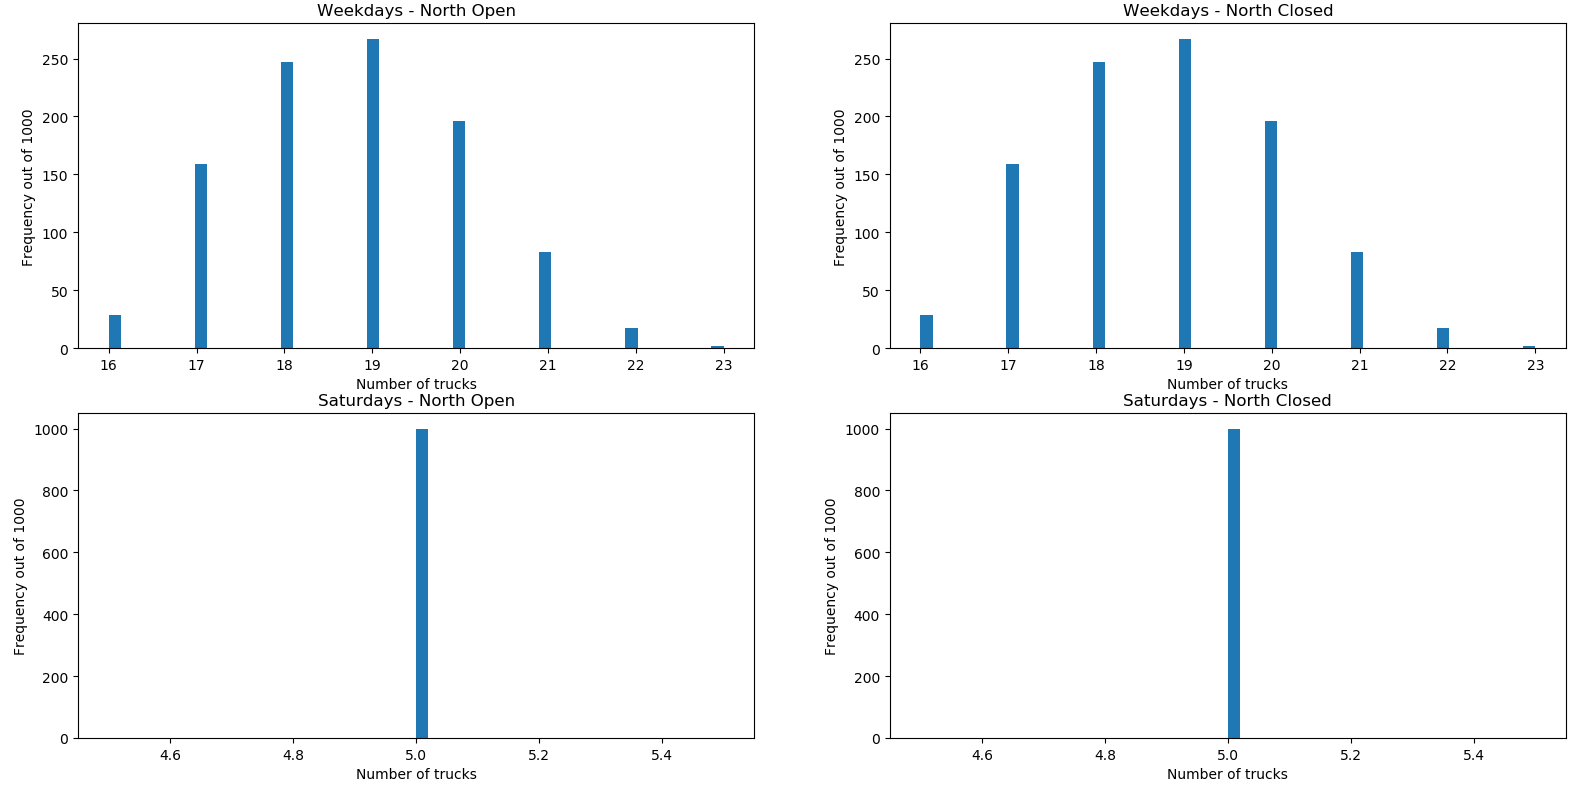 Weekdays - North Open
Frequency out of 1000
250
200
150
100
50
0
16 17 18 19 20 21 22 23
Number of trucks
Weekdays - North Closed
Frequency out of 1000
250
200
150
100
50
0
16 17 18 19 20 21 22 23
Number of trucks
Saturdays - North Open
Frequency out of 1000
1000
800
600
400
200
0
4.6 4.8 5.0 5.2 5.4
Number of trucks
Saturdays - North Closed
Frequency out of 1000
1000
800
600
400
200
0
4.6 4.8 5.0 5.2 5.4
Number of trucks